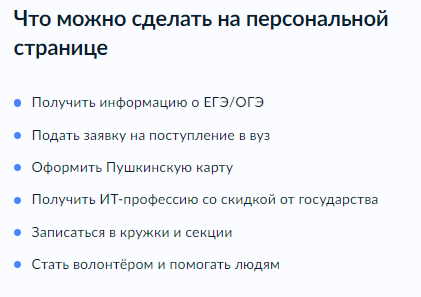 Что можно сделать на персональной
странице
Получить информацию о ЕГЭ/ОГЭ
Подать заявку на поступление в вуз
Оформить Пушкинскую карту
Получить ИТ-профессию со скидкой от государства
Записаться в кружки и секции
Стать волонтёром и помогать людям